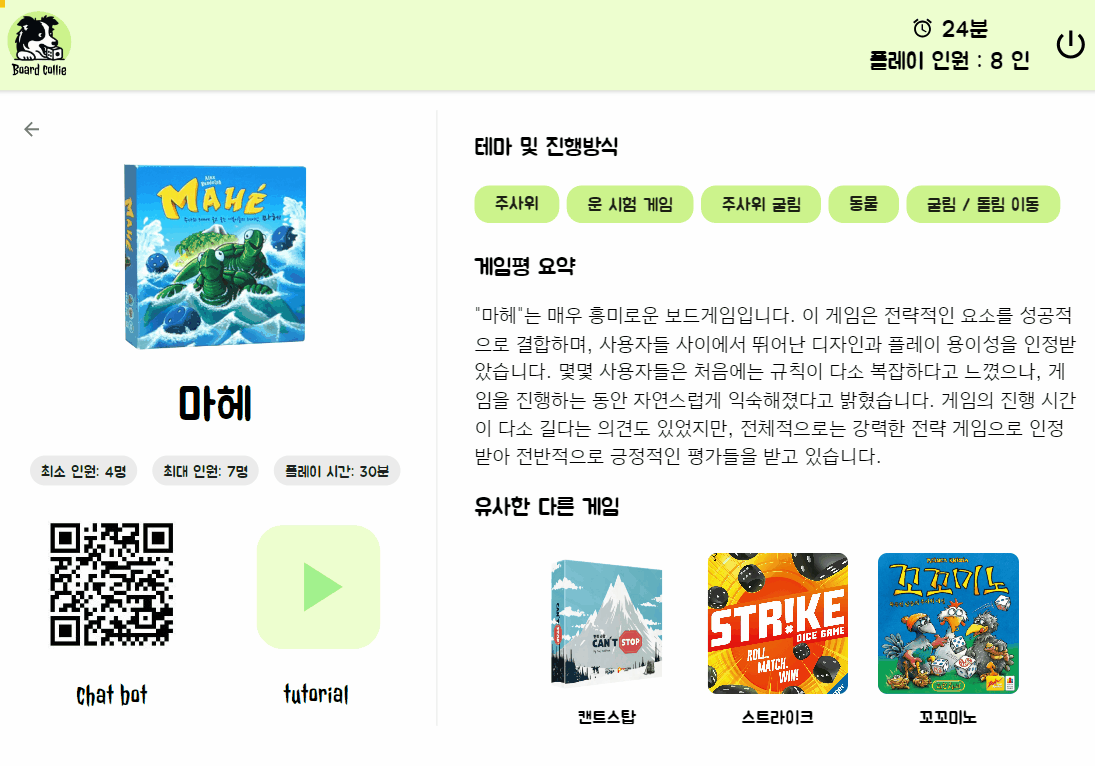 24분
Board Collie
플레이 인원 : 8 인
테마 및 진행방식
주사위
운 시험 게임
주사위 굴림
동물
굴림 / 돌림 이동
MAHÉ
MAHÉ
마헤
게임평 요약
"마헤"는 매우 흥미로운 보드게임입니다. 이 게임은 전략적인 요소를 성공적
으로 결합하며, 사용자들 사이에서 뛰어난 디자인과 플레이 용이성을 인정받
았습니다. 몇몇 사용자들은 처음에는 규칙이 다소 복잡하다고 느꼈으나, 게
임을 진행하는 동안 자연스럽게 익숙해졌다고 밝혔습니다. 게임의 진행 시간
이 다소 길다는 의견도 있었지만, 전체적으로는 강력한 전략 게임으로 인정
받아 전반적으로 긍정적인 평가들을 받고 있습니다.
마헤
최소 인원: 4명
최대 인원: 7명
플레이 시간: 30분
Chat bot
tutorial
유사한 다른 게임
CAN'T STOP
캔트스탑
STR!KE
DICE GAME
ROLL.
MATCH.
WIN!
스트라이크
꼬꼬미노
꼬꼬미노